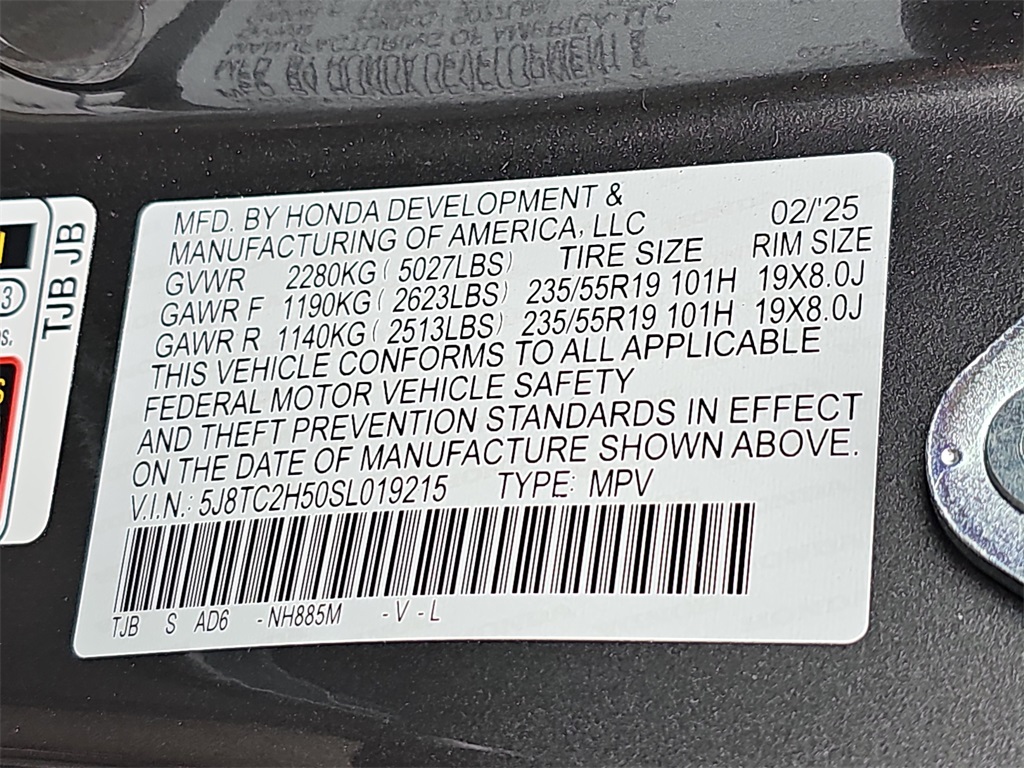 MFD. BY HONDA DEVELOPMENT &
MANUFACTURING OF AMERICA, LLC 02/'25
GVWR 2280KG ( 5027LBS) TIRE SIZE RIM SIZE
GAWR F 1190KG ( 2623LBS) 235/55R19 101H 19X8.0J
GAWR R 1140KG ( 2513LBS) 235/55R19 101H 19X8.0J
THIS VEHICLE CONFORMS TO ALL APPLICABLE
FEDERAL MOTOR VEHICLE SAFETY
AND THEFT PREVENTION STANDARDS IN EFFECT
ON THE DATE OF MANUFACTURE SHOWN ABOVE.
V.I.N.: 5J8TC2H50SL019215 TYPE: MPV
TJB S AD6 - NH885M - V - L
TJB JB